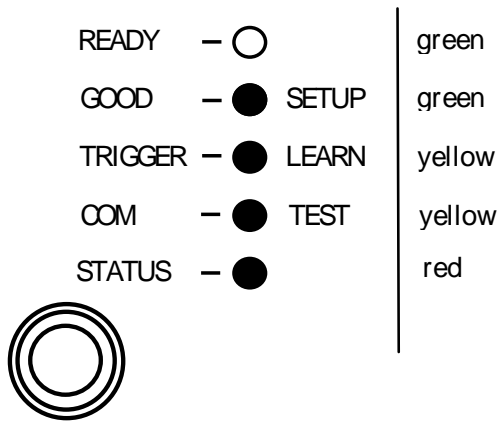 READY green
GOOD SETUP green
TRIGGER LEARN yellow
COM TEST yellow
STATUS red